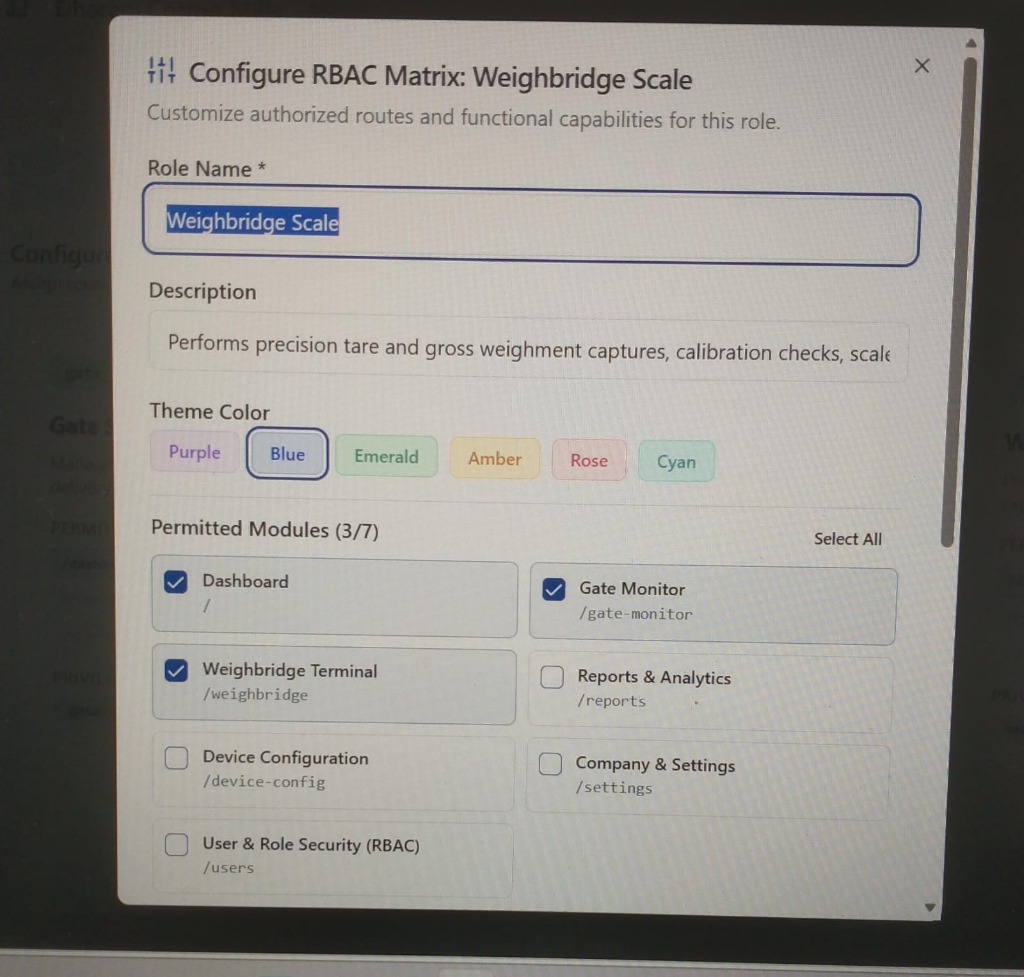 Configure RBAC Matrix: Weighbridge Scale
Customize authorized routes and functional capabilities for this role.
Role Name *
Weighbridge Scale
Description
Performs precision tare and gross weighment captures, calibration checks, scale
Theme Color
Purple Blue Emerald Amber Rose Cyan
Permitted Modules (3/7) Select All
Dashboard
/
Gate Monitor
/gate-monitor
Weighbridge Terminal
/weighbridge
Reports & Analytics
/reports
Device Configuration
/device-config
Company & Settings
/settings
User & Role Security (RBAC)
/users